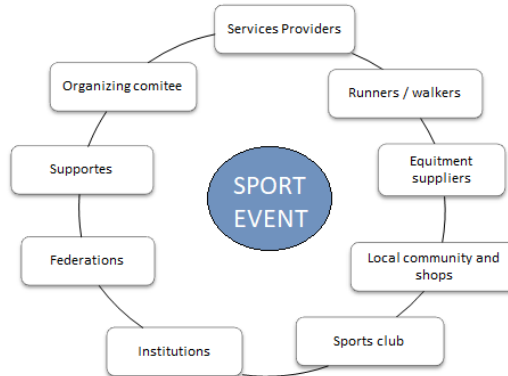 Services Providers
Organizing comitee
Runners / walkers
Supportes
Equitment
suppliers
SPORT
EVENT
Federations
Local community and
shops
Institutions
Sports club